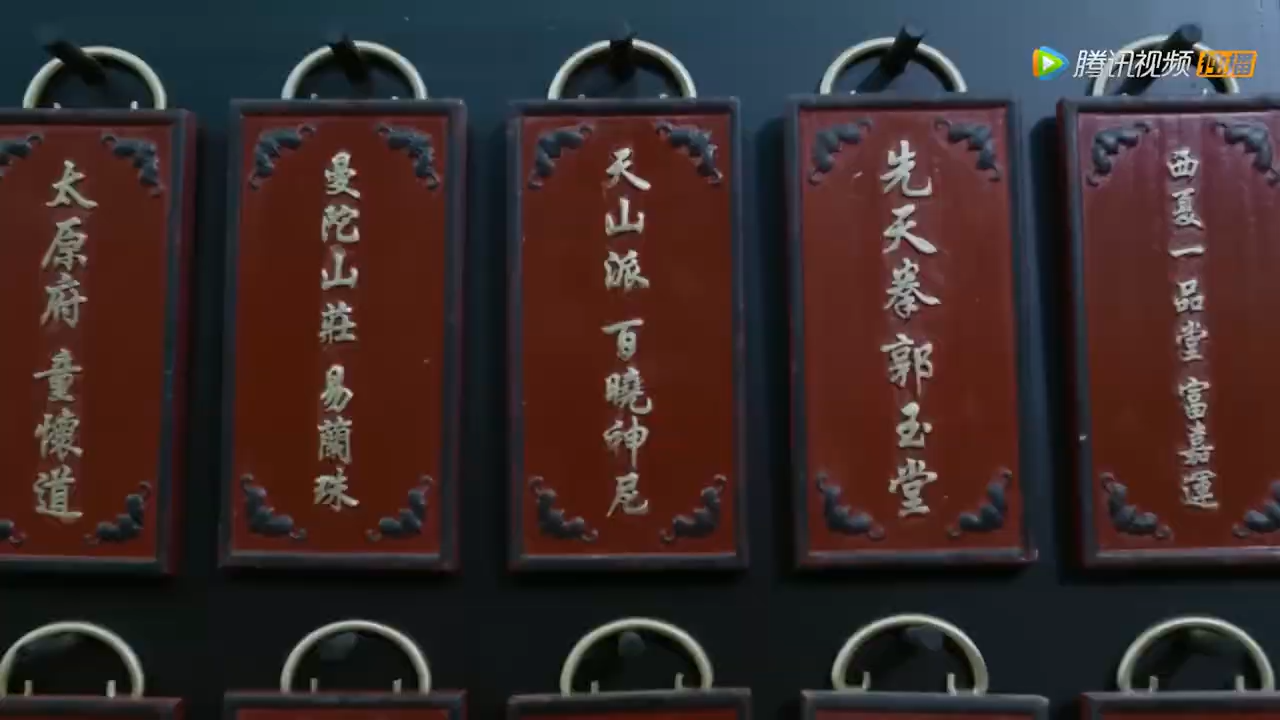 腾讯视频 独播
太原府 童懷道
曼陀山莊 易蘭珠
天山派 百曉神尼
先天拳 郭玉堂
西夏一品堂 富嘉運